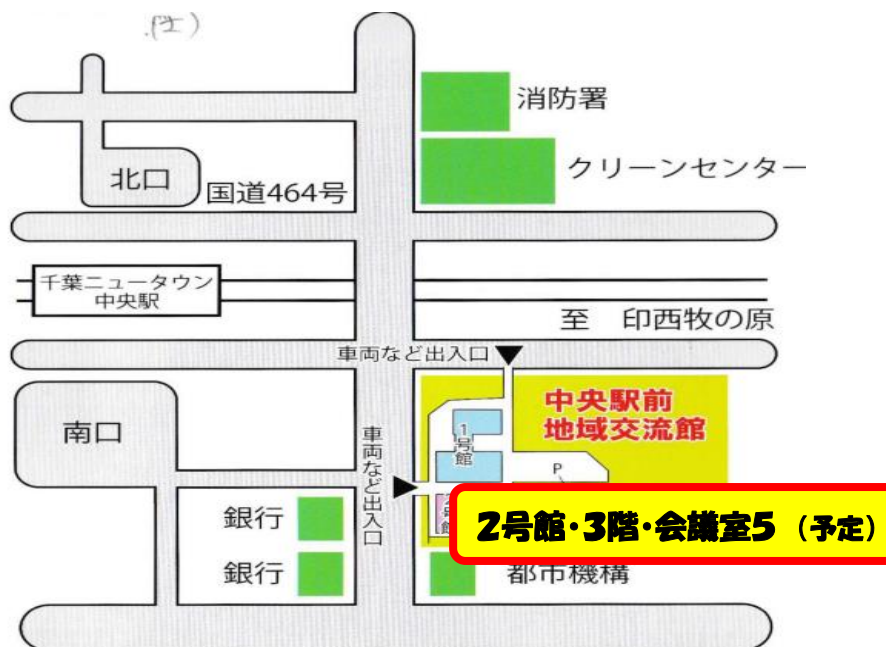 消防署
クリーンセンター
北口
国道464号
千葉ニュータウン
中央駅
至 印西牧の原
車両など出入口
中央駅前
地域交流館
南口
1号館
車両など出入口
P
2号館・3階・会議室5 (予定)
銀行
銀行
都市機構